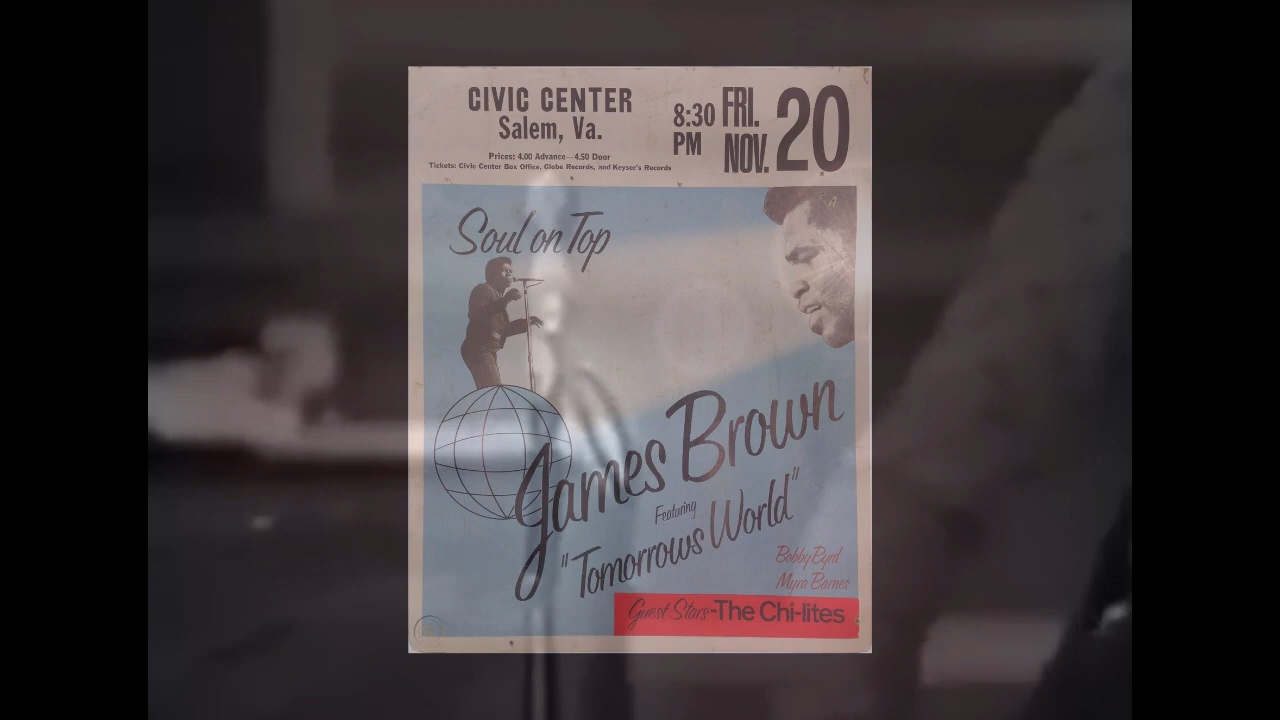 CIVIC CENTER
Salem, Va.
Prices: 4.00 Advance—4.50 Door
Tickets: Civic Center Box Office, Globe Records, and Keyser's Records
8:30
PM
FRI.
NOV.
20
Soul on Top
James Brown
Featuring
"Tomorrows World"
Bobby Byrd
Myra Barnes
Guest Stars-The Chi-lites